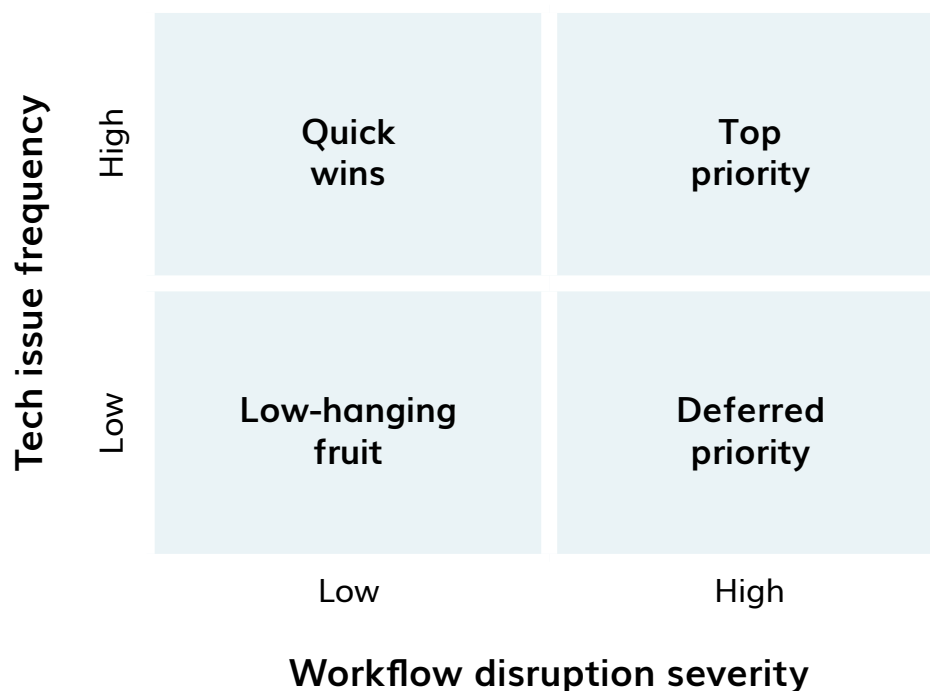 Tech issue frequency
High
Quick
wins
Top
priority
Low
Low-hanging
fruit
Deferred
priority
Low
High
Workflow disruption severity